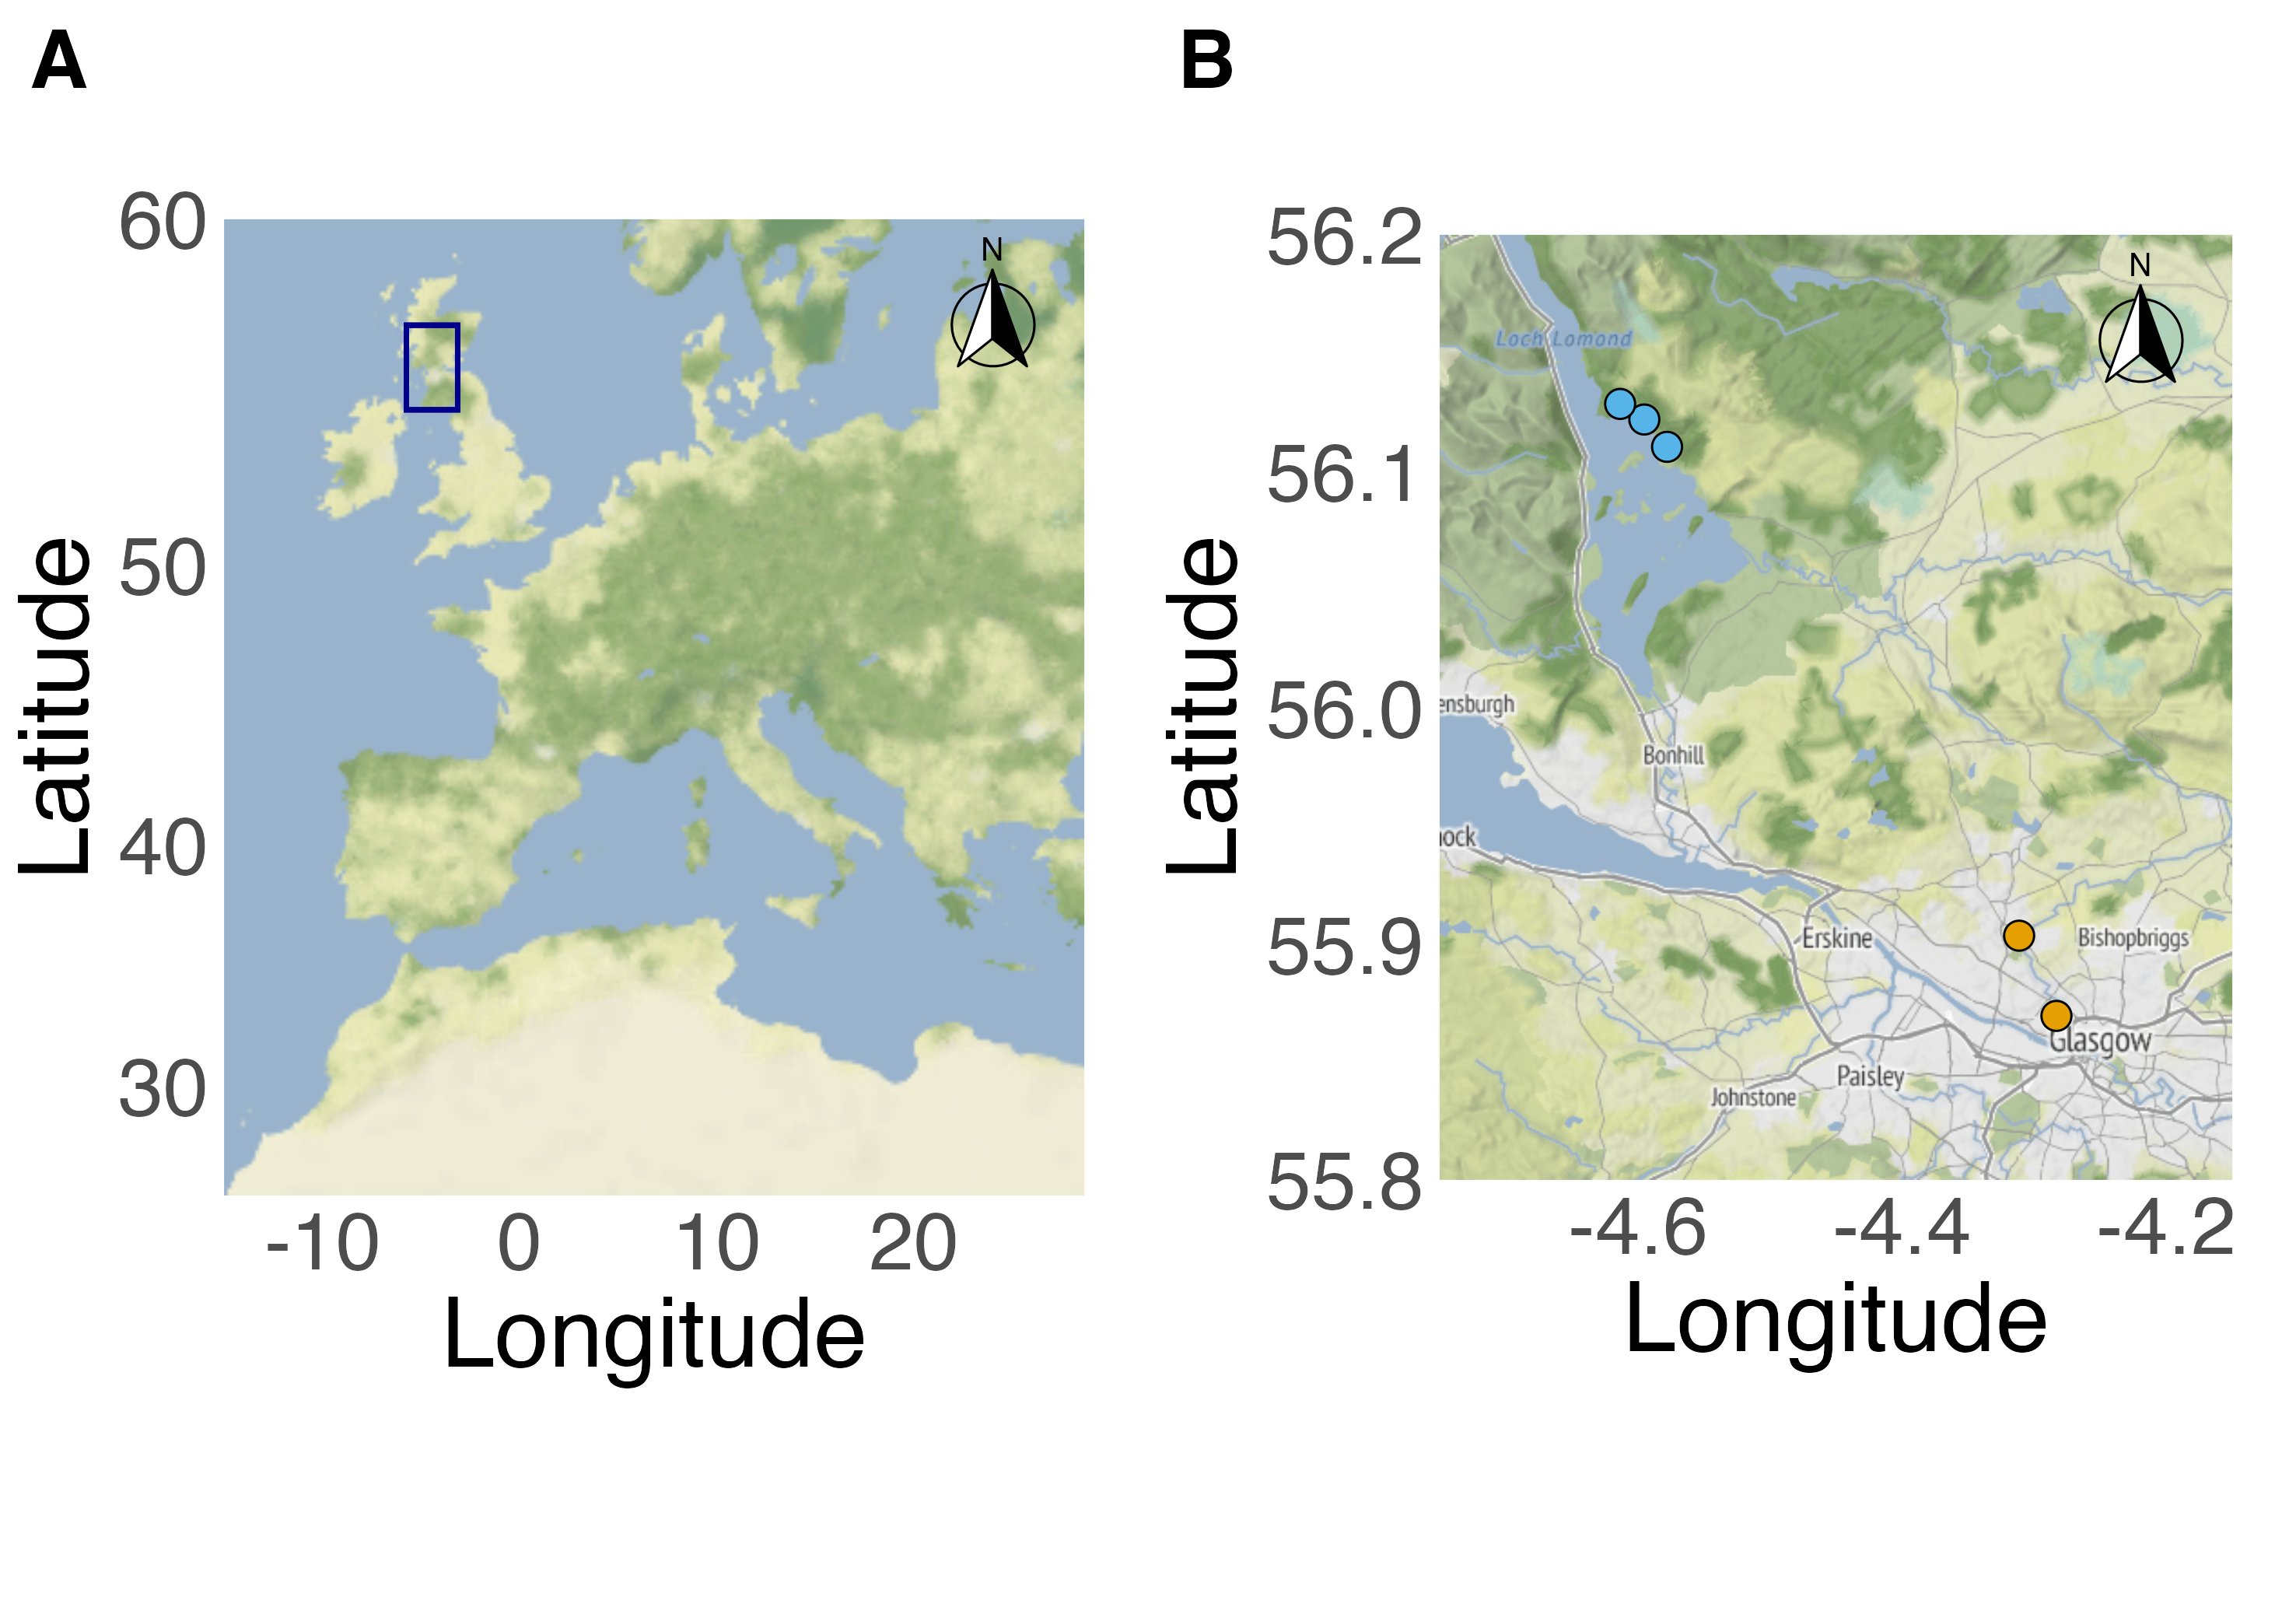 A
60
50
40
30
Latitude
-10 0 10 20
Longitude
N
B
56.2
56.1
56.0
55.9
55.8
Latitude
-4.6 -4.4 -4.2
Longitude
N
Loch Lomond
ensburgh
Bonhill
ock
Erskine
Bishopbriggs
Glasgow
Paisley
Johnstone